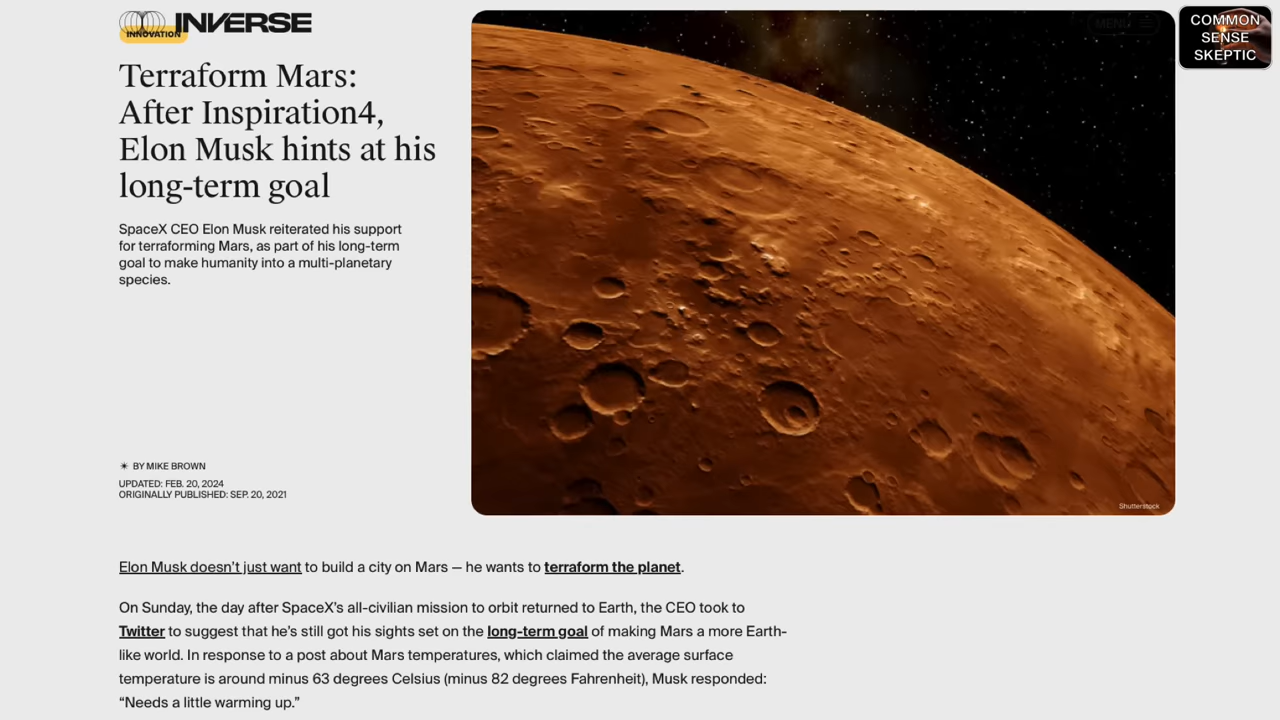 INVERSE
INNOVATION
MENU
COMMON
SENSE
SKEPTIC
Terraform Mars:
After Inspiration4,
Elon Musk hints at his
long-term goal
SpaceX CEO Elon Musk reiterated his support
for terraforming Mars, as part of his long-term
goal to make humanity into a multi-planetary
species.
BY MIKE BROWN
UPDATED: FEB. 20, 2024
ORIGINALLY PUBLISHED: SEP. 20, 2021
Shutterstock
Elon Musk doesn’t just want to build a city on Mars — he wants to terraform the planet.
On Sunday, the day after SpaceX’s all-civilian mission to orbit returned to Earth, the CEO took to
Twitter to suggest that he’s still got his sights set on the long-term goal of making Mars a more Earth-
like world. In response to a post about Mars temperatures, which claimed the average surface
temperature is around minus 63 degrees Celsius (minus 82 degrees Fahrenheit), Musk responded:
“Needs a little warming up.”